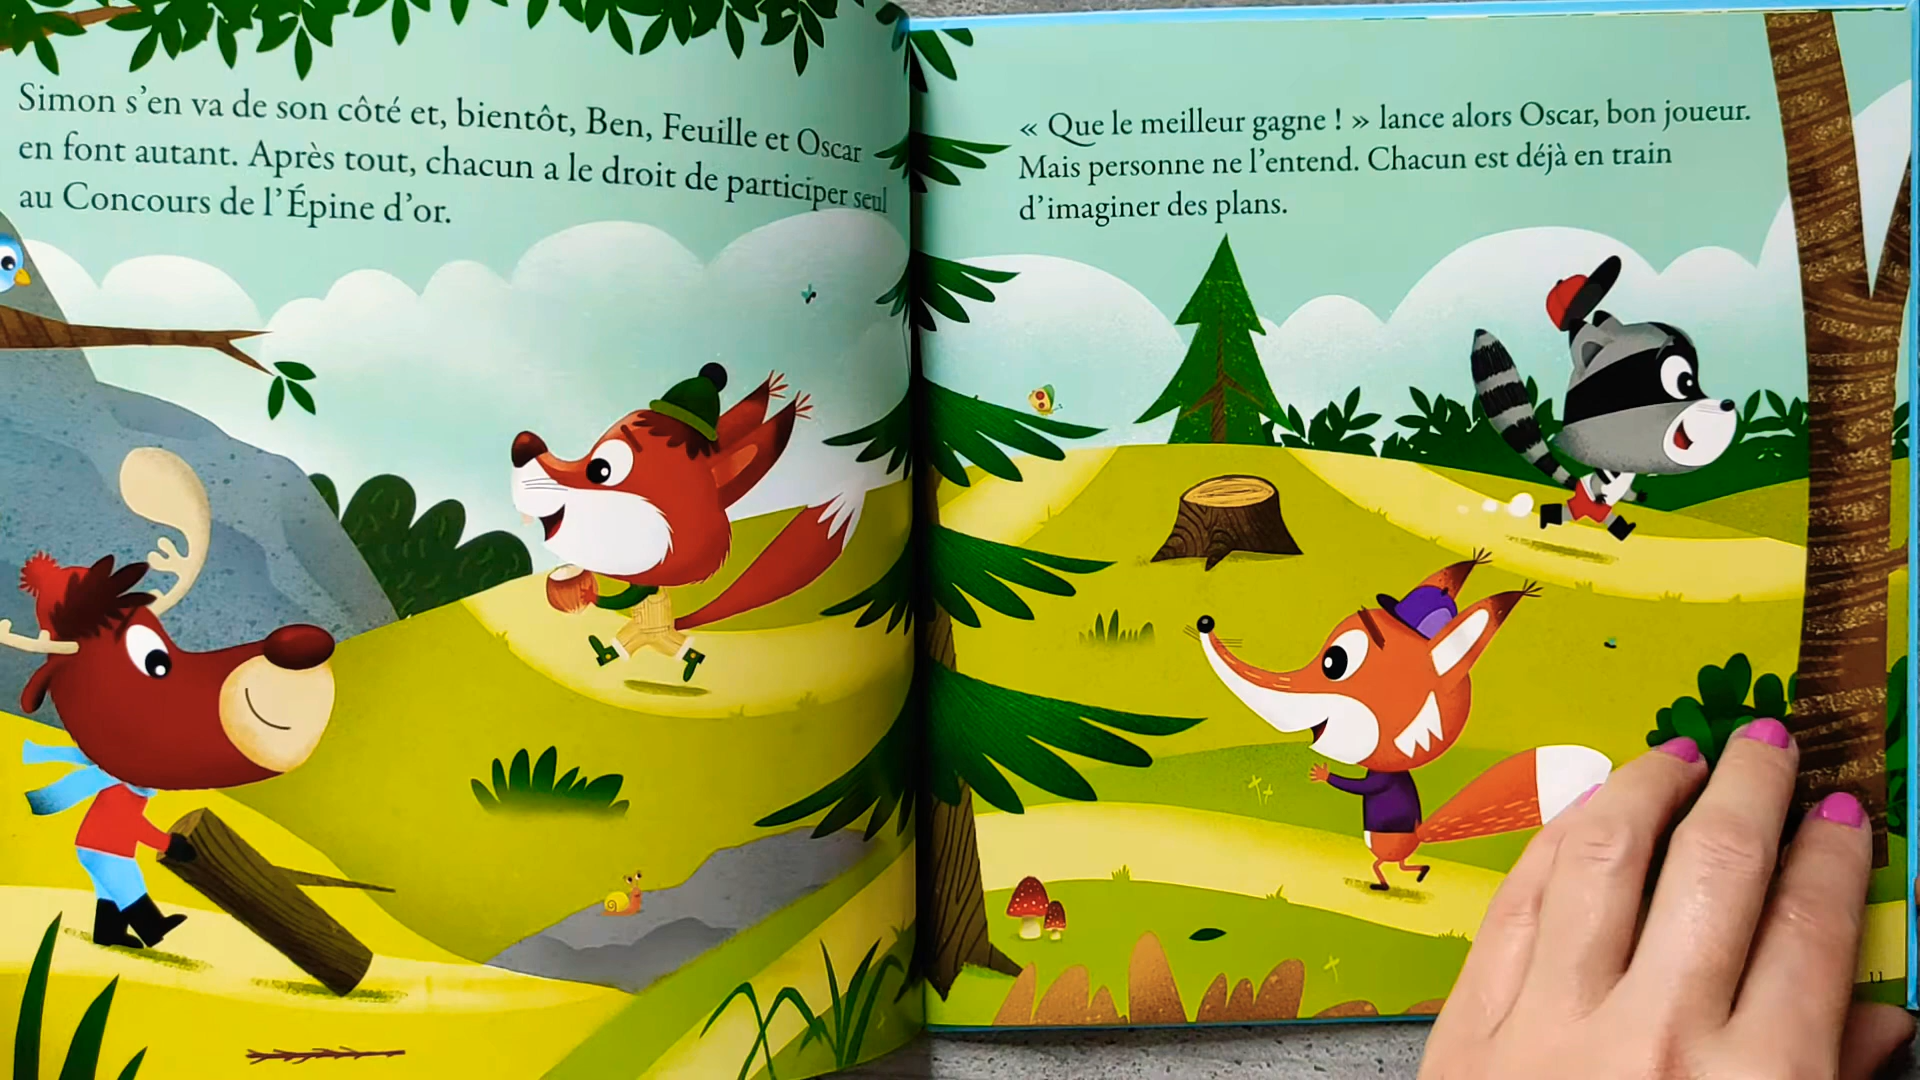 Simon s'en va de son côté et, bientôt, Ben, Feuille et Oscar
en font autant. Après tout, chacun a le droit de participer seul
au Concours de l'Épine d'or.
« Que le meilleur gagne ! » lance alors Oscar, bon joueur.
Mais personne ne l'entend. Chacun est déjà en train
d'imaginer des plans.
11